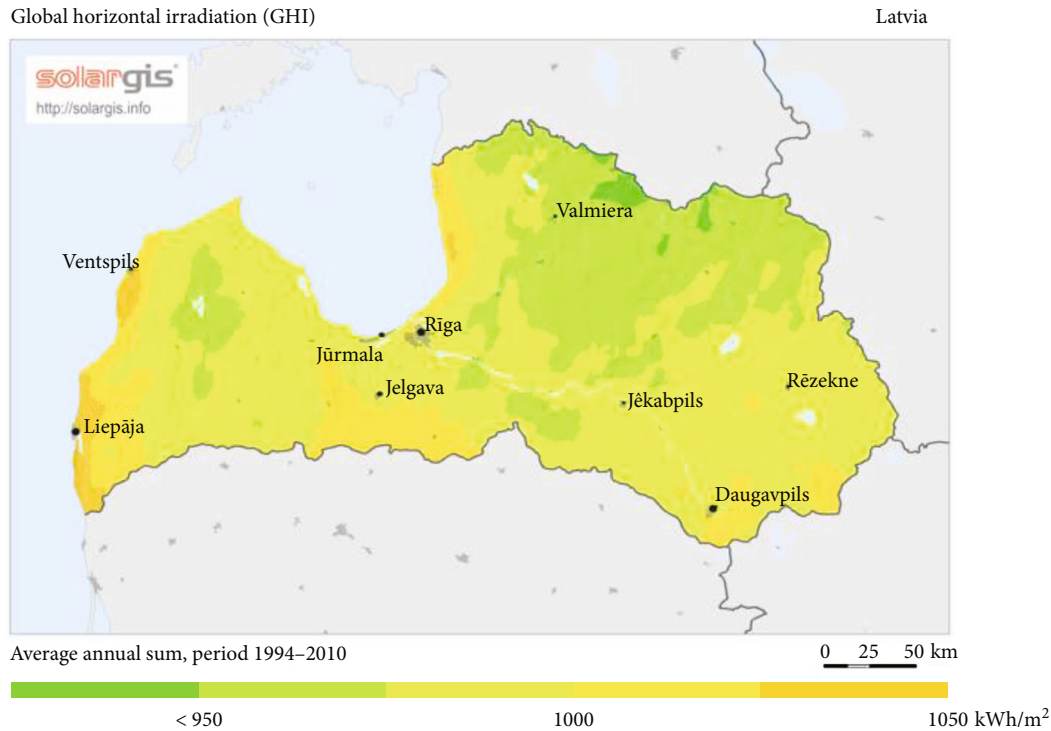 Global horizontal irradiation (GHI)
Latvia
solargis
http://solargis.info
Valmiera
Ventspils
Rīga
Jūrmala
Jelgava
Rēzekne
Jêkabpils
Liepāja
Daugavpils
Average annual sum, period 1994–2010
0 25 50 km
< 950 1000 1050 kWh/m²